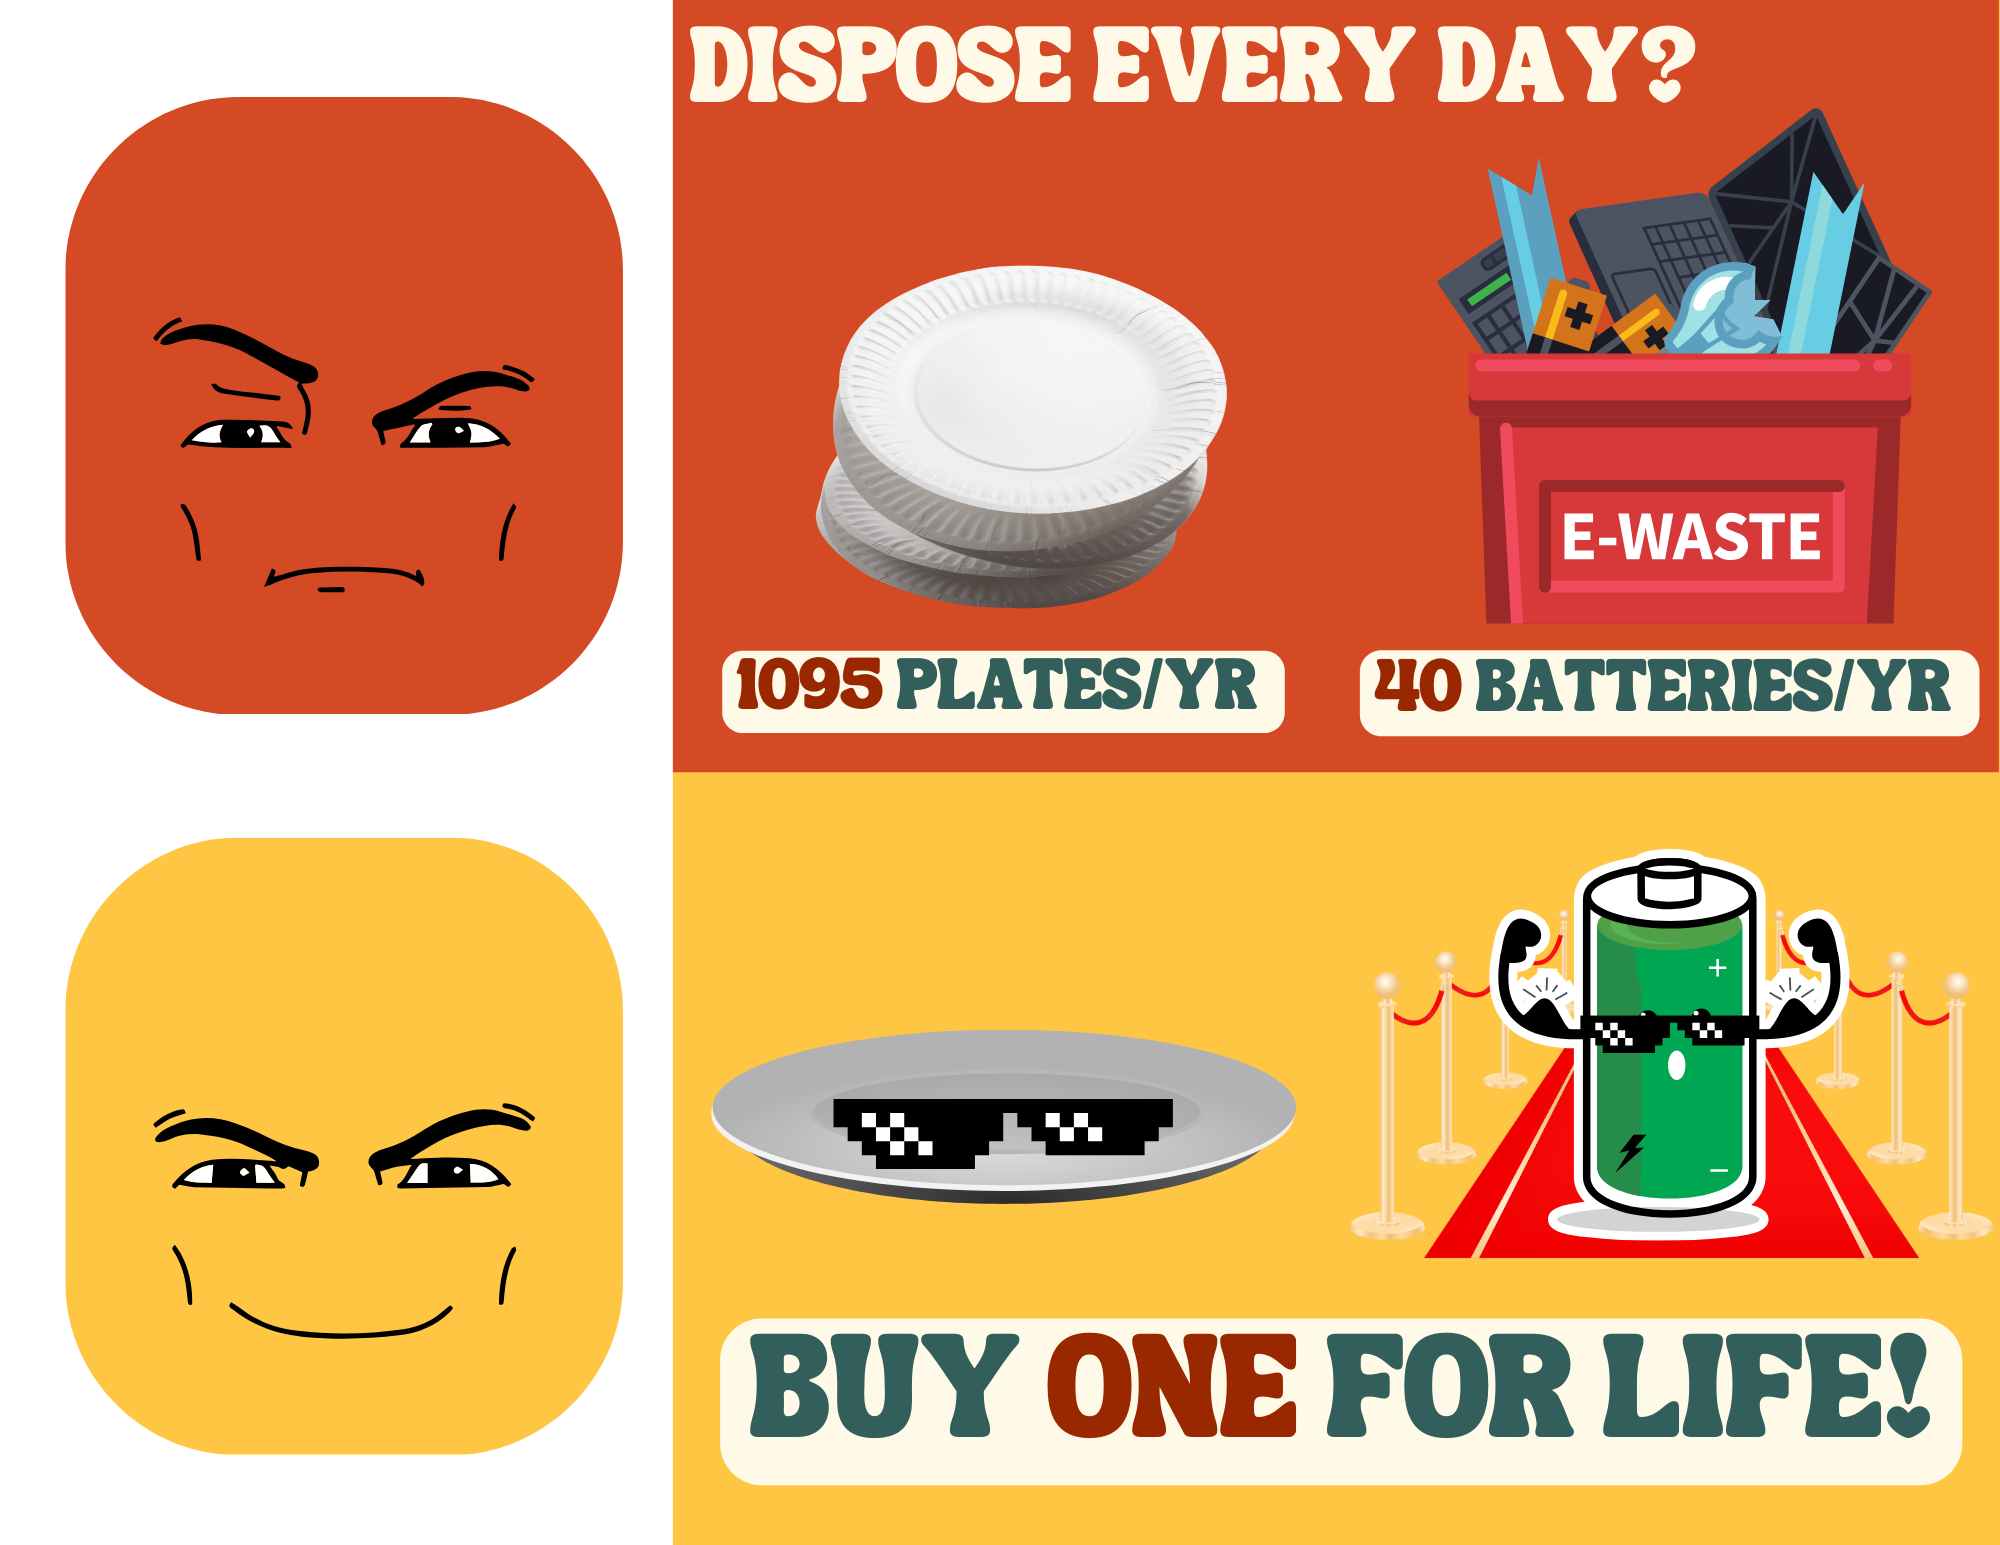 DISPOSE EVERY DAY?
E-WASTE
1095 PLATES/YR
40 BATTERIES/YR
+
−
BUY ONE FOR LIFE!